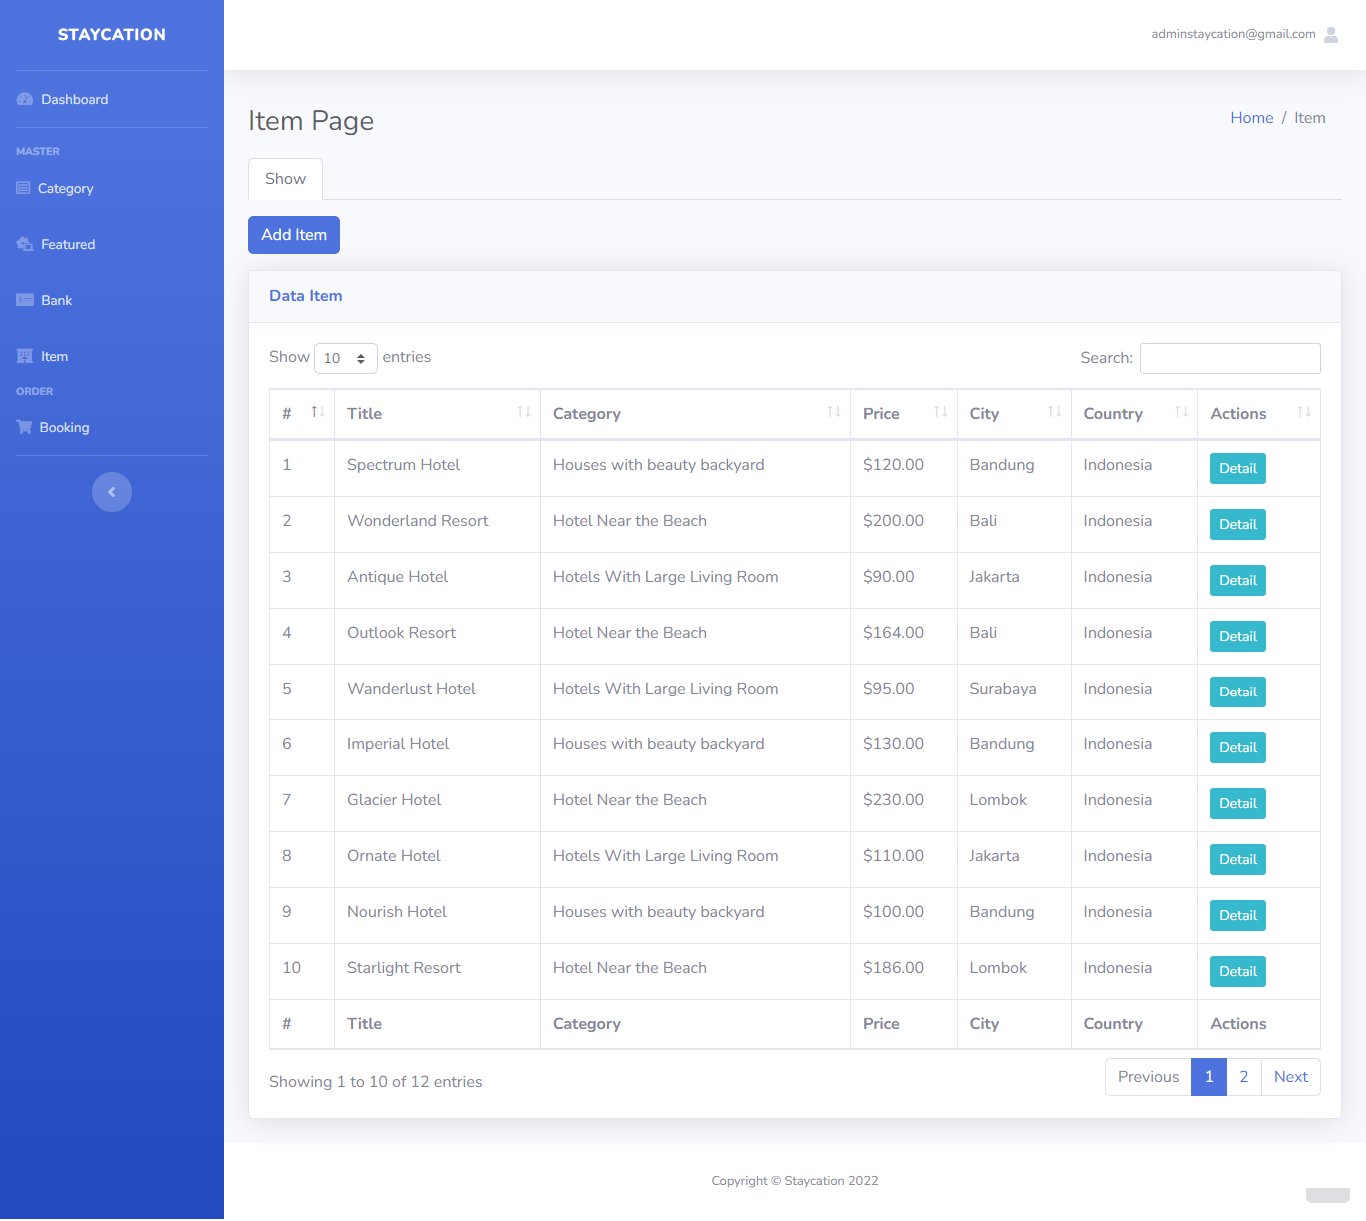 STAYCATION
adminstaycation@gmail.com
Dashboard
MASTER
Category
Featured
Bank
Item
ORDER
Booking
Item Page
Home / Item
Show
Add Item
Data Item
Show 10 entries
Search:
# Title Category Price City Country Actions
1 Spectrum Hotel Houses with beauty backyard $120.00 Bandung Indonesia Detail
2 Wonderland Resort Hotel Near the Beach $200.00 Bali Indonesia Detail
3 Antique Hotel Hotels With Large Living Room $90.00 Jakarta Indonesia Detail
4 Outlook Resort Hotel Near the Beach $164.00 Bali Indonesia Detail
5 Wanderlust Hotel Hotels With Large Living Room $95.00 Surabaya Indonesia Detail
6 Imperial Hotel Houses with beauty backyard $130.00 Bandung Indonesia Detail
7 Glacier Hotel Hotel Near the Beach $230.00 Lombok Indonesia Detail
8 Ornate Hotel Hotels With Large Living Room $110.00 Jakarta Indonesia Detail
9 Nourish Hotel Houses with beauty backyard $100.00 Bandung Indonesia Detail
10 Starlight Resort Hotel Near the Beach $186.00 Lombok Indonesia Detail
# Title Category Price City Country Actions
Showing 1 to 10 of 12 entries
Previous 1 2 Next
Copyright © Staycation 2022